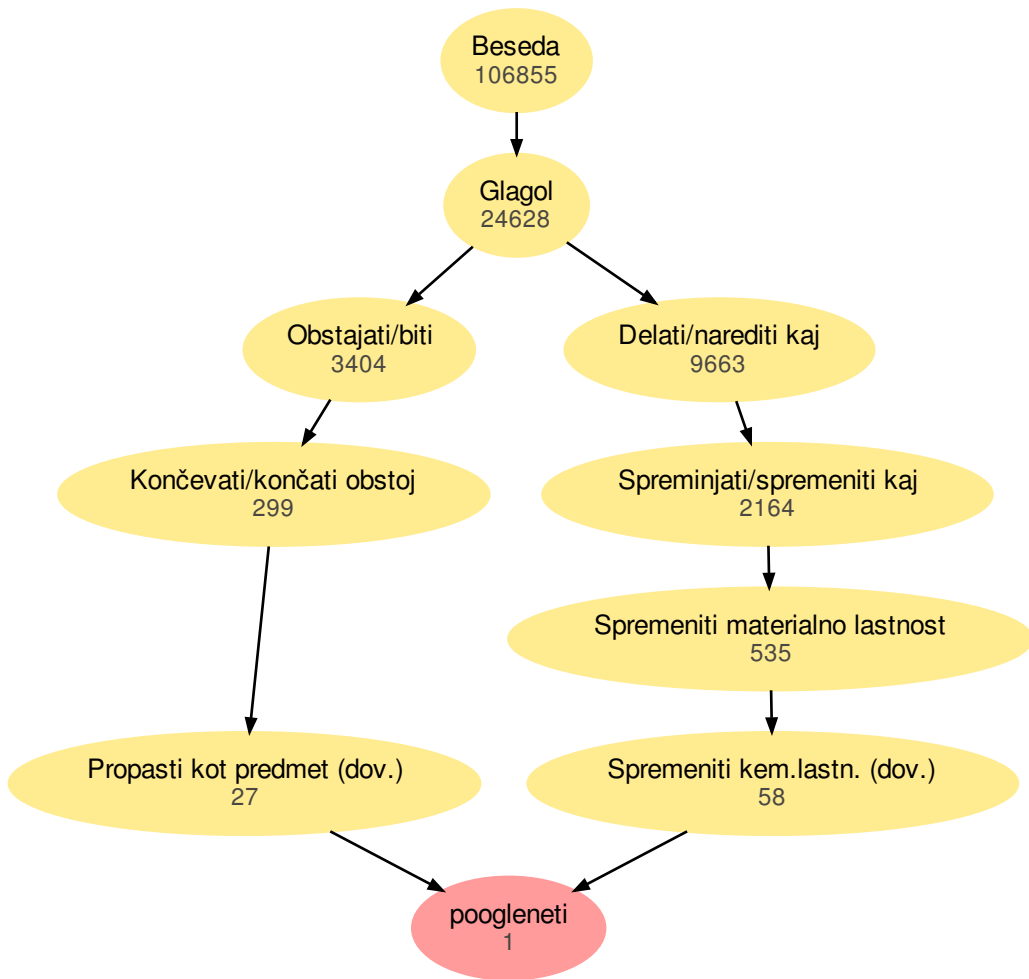 Beseda
106855
Glagol
24628
Obstajati/biti
3404
Delati/narediti kaj
9663
Končevati/končati obstoj
299
Spreminjati/spremeniti kaj
2164
Spremeniti materialno lastnost
535
Propasti kot predmet (dov.)
27
Spremeniti kem.lastn. (dov.)
58
poogleneti
1